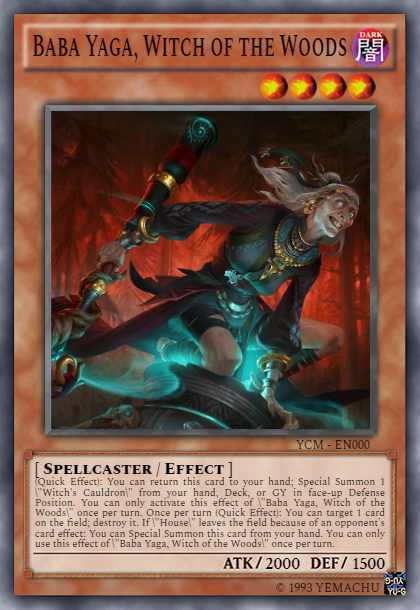 BABA YAGA, WITCH OF THE WOODS
DARK
闇
YCM - EN000
[ SPELLCASTER / EFFECT ]
(Quick Effect): You can return this card to your hand; Special Summon 1
\"Witch's Cauldron\" from your hand, Deck, or GY in face-up Defense
Position. You can only activate this effect of \"Baba Yaga, Witch of the
Woods\" once per turn. Once per turn (Quick Effect): You can target 1 card
on the field; destroy it. If \"House\" leaves the field because of an opponent's
card effect: You can Special Summon this card from your hand. You can only
use this effect of \"Baba Yaga, Witch of the Woods\" once per turn.
ATK / 2000 DEF / 1500
© 1993 YEMACHU